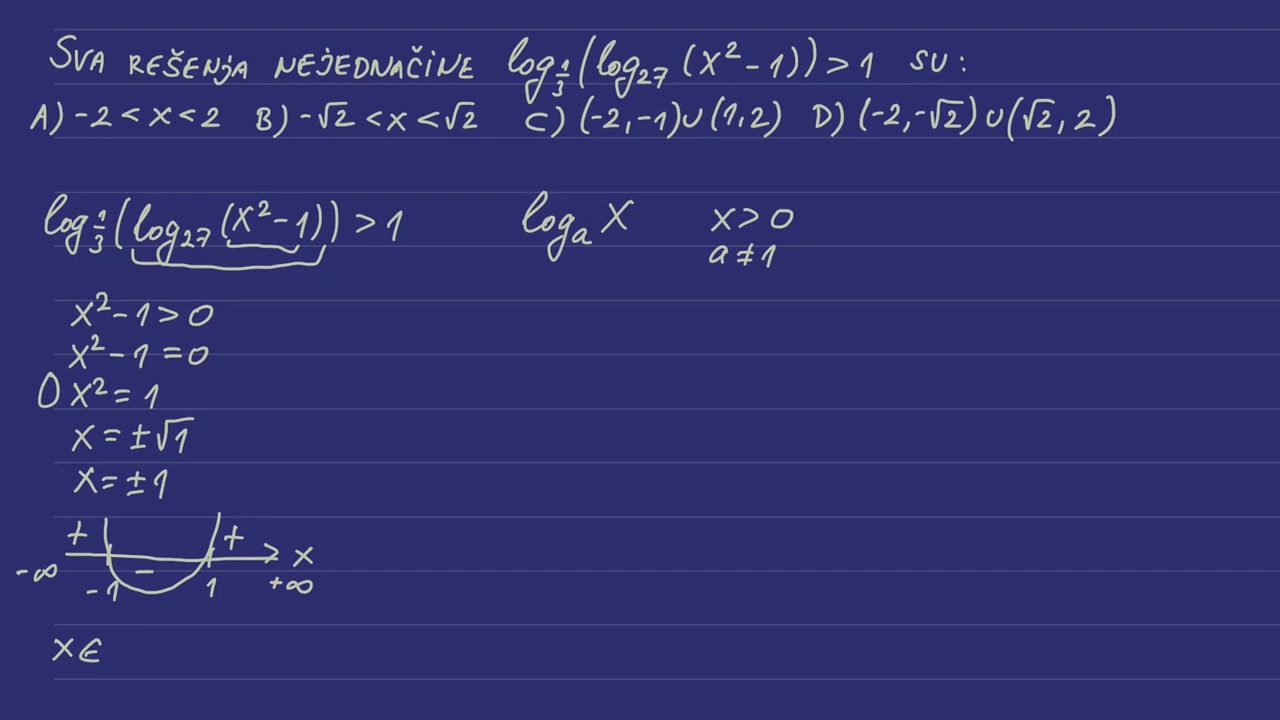 SVA REŠENJA NEJEDNAČINE log_{1/3}(log_{27}(x²-1))>1 SU:
A) -2<x<2 B) -√2<x<√2 C) (-2,-1)∪(1,2) D) (-2,-√2)∪(√2,2)
log_{1/3}(log_{27}(x²-1))>1 log_a x x>0
a≠1
x²-1>0
x²-1=0
x²=1
x=±√1
x=±1
+ +
-∞ -1 - 1 +∞ x
x∈